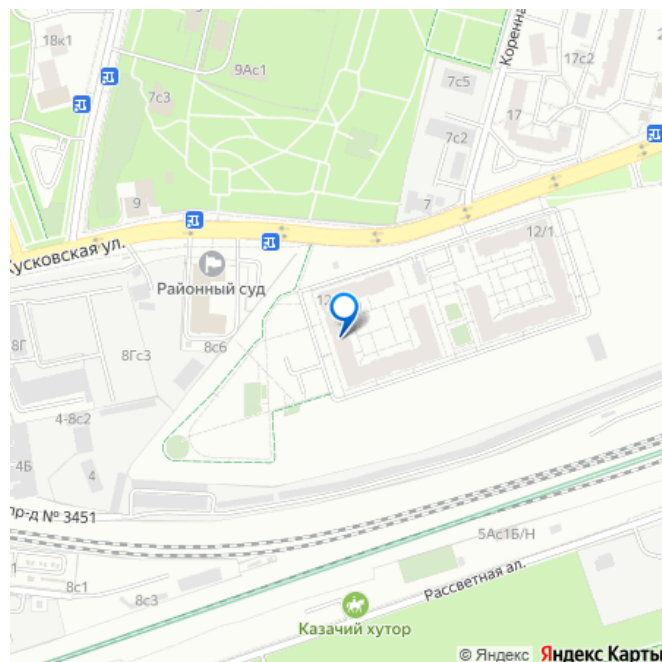 18к1
9Ас1
7с3
7с5
17с2
Коренна
17
7с2
9
7
12/1
Кусковская ул.
Районный суд
12
8Г
8Гс3
8с6
4-8с2
4Б
4
пр-д № 3451
5Ас1Б/Н
8с1
8с3
Рассветная ал.
Казачий хутор
© Яндекс Яндекс Карты